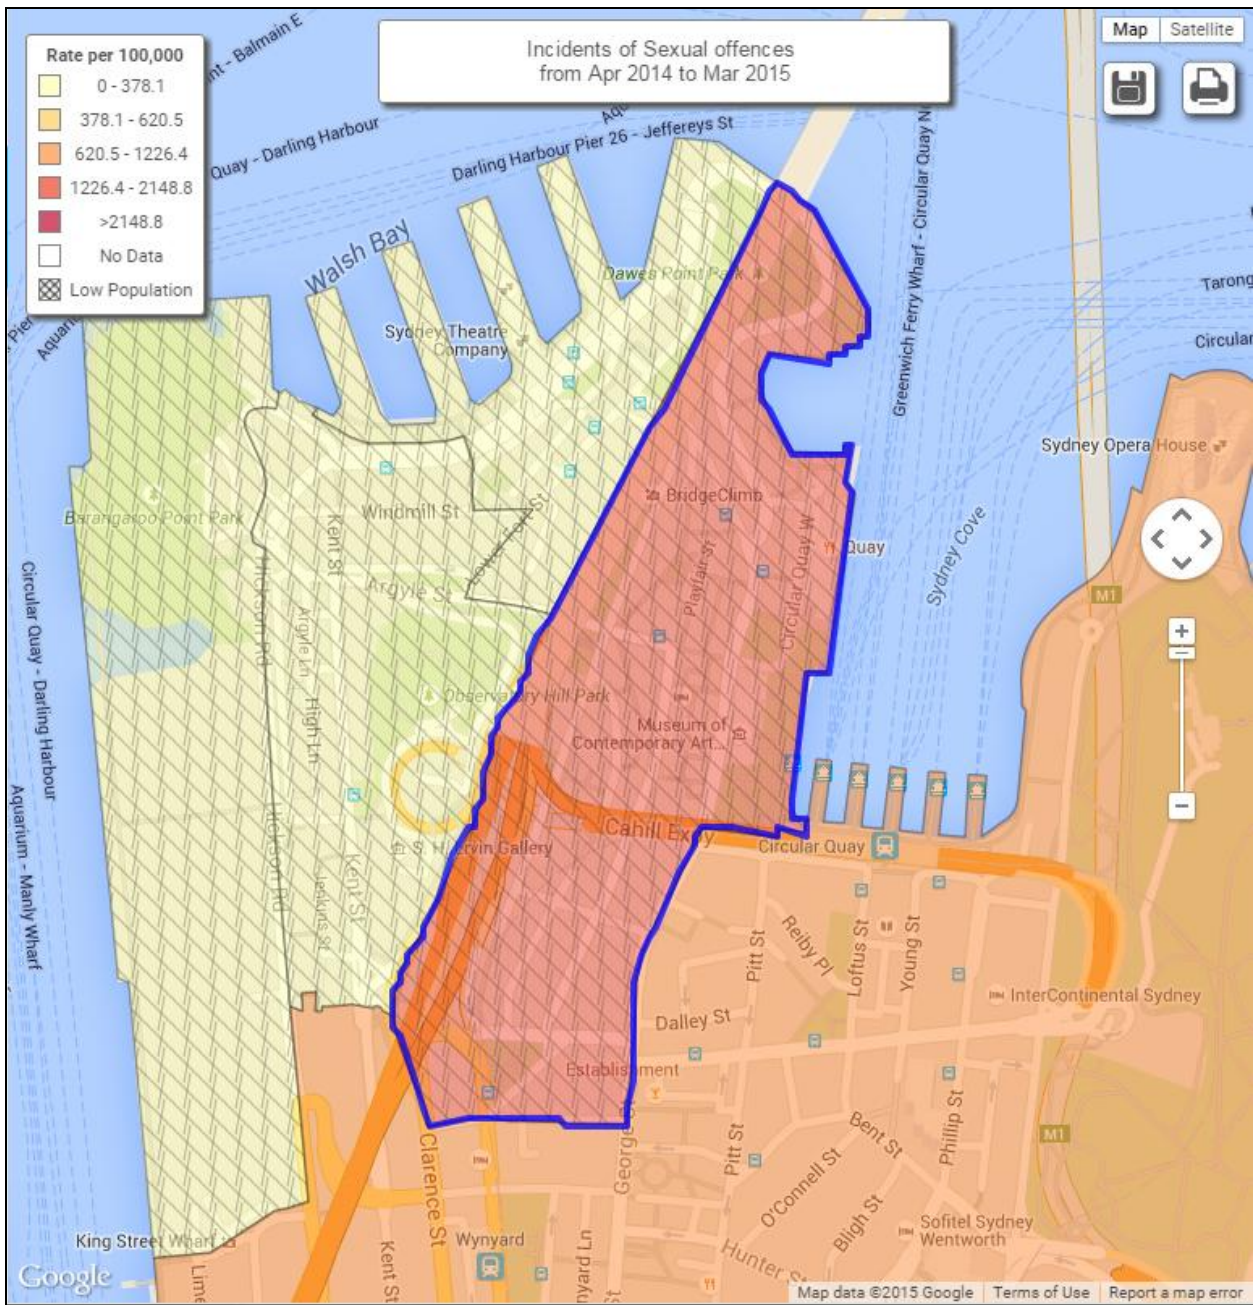 Incidents of Sexual offences
from Apr 2014 to Mar 2015
Map
Satellite
Rate per 100,000
0 - 378.1
378.1 - 620.5
620.5 - 1226.4
1226.4 - 2148.8
>2148.8
No Data
Low Population
Balmain E
Quay - Darling Harbour
Darling Harbour Pier 26 - Jeffereys St
Greenwich Ferry Wharf - Circular Quay
Walsh Bay
Dawes Point Park
Sydney Theatre
Company
Circular
Sydney Opera House
BridgeClimb
Windmill St
Barangaroo Point Park
Kent St
Lower Fort St
Argyle St
Playfair St
Circular Quay W
Quay
Sydney Cove
M1
Hickson Rd
Argyle Ln
High Ln
Observatory Hill Park
Museum of
Contemporary Art...
Circular Quay - Darling Harbour
Aquarium - Manly Wharf
Cahill Expy
Circular Quay
S. H. Ervin Gallery
Hickson Rd
Jenkins St
Kent St
Pitt St
Reiby Pl
Loftus St
Young St
InterContinental Sydney
Dalley St
Establishment
George St
Pitt St
Bent St
Phillip St
M1
O'Connell St
Bligh St
Clarence St
Sofitel Sydney
Wentworth
King Street Wharf
Kent St
Wynyard
Hunter St
Google
Map data ©2015 Google
Terms of Use
Report a map error